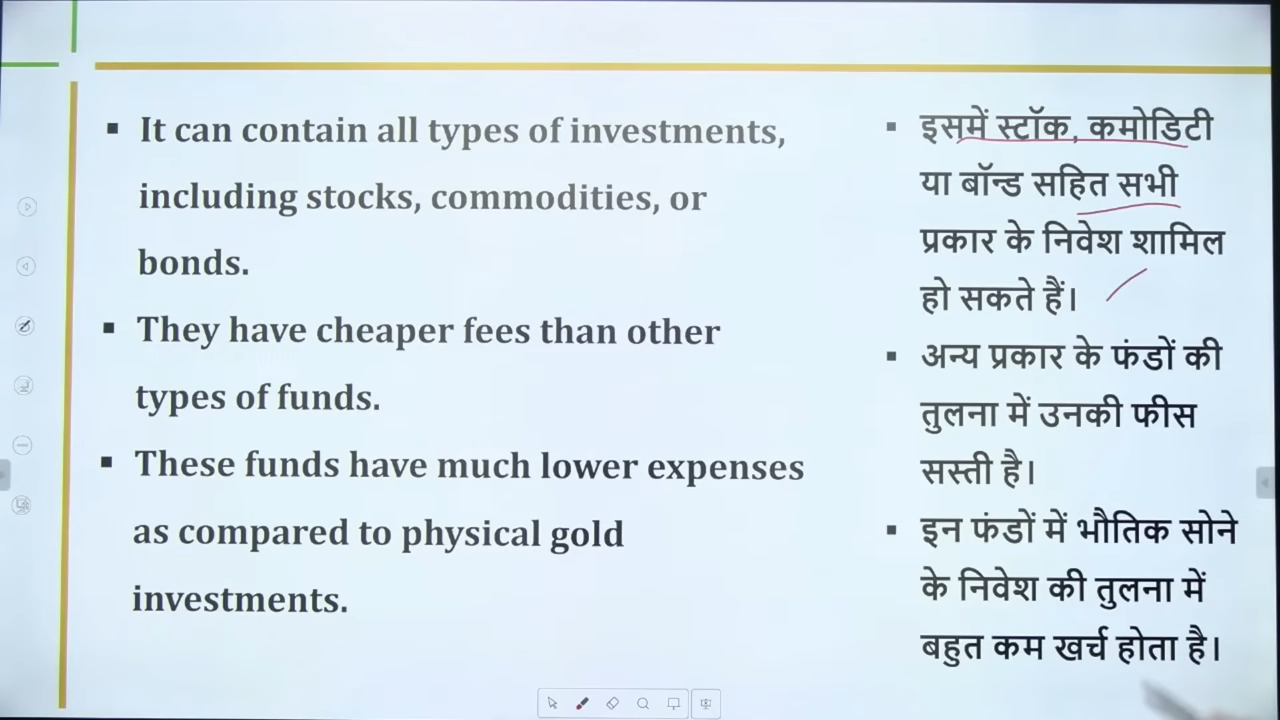 ▪ It can contain all types of investments,
including stocks, commodities, or
bonds.
▪ They have cheaper fees than other
types of funds.
▪ These funds have much lower expenses
as compared to physical gold
investments.
▪ इसमें स्टॉक, कमोडिटी
या बॉन्ड सहित सभी
प्रकार के निवेश शामिल
हो सकते हैं।
▪ अन्य प्रकार के फंडों की
तुलना में उनकी फीस
सस्ती है।
▪ इन फंडों में भौतिक सोने
के निवेश की तुलना में
बहुत कम खर्च होता है।